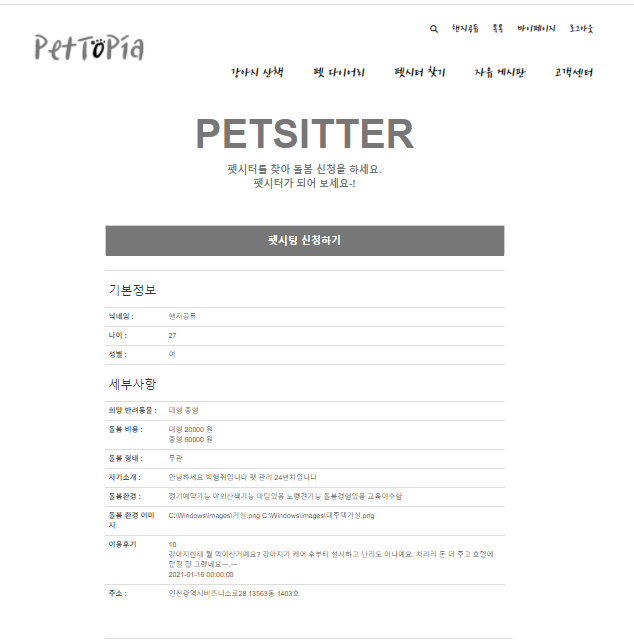 PetTopia
핸지공듀 톡톡 마이페이지 로그아웃
강아지 산책 펫 다이어리 펫시터 찾기 자유 게시판 고객센터
PETSITTER
펫시터를 찾아 돌봄 신청을 하세요.
펫시터가 되어 보세요-!
펫시팅 신청하기
기본정보
닉네임 : 핸지공듀
나이 : 27
성별 : 여
세부사항
희망 반려동물 : 대형 중형
돌봄 비용 : 대형 20000 원
중형 60000 원
돌봄 형태 : 무관
자기소개 : 안녕하세요 박햄쥐입니다 펫 관리 24년차입니다
돌봄환경 : 정기예약가능 야외산책가능 마당있음 노령견가능 돌봄경험있음 교육이수함
돌봄 환경 이미지 C:\Windows\images\거실.png C:\Windows\images\대주택거실.png
이용후기 10
강아지한테 뭘 먹이신거예요? 강아지가 케어 후부터 설사하고 난리도 아니예요. 차라리 돈 더 주고 호텔에
맡길 걸 그랬네요ㅡ.ㅡ
2021-01-16 00:00:00
주소 : 인천광역시비즈니스로28 13563동 1403호